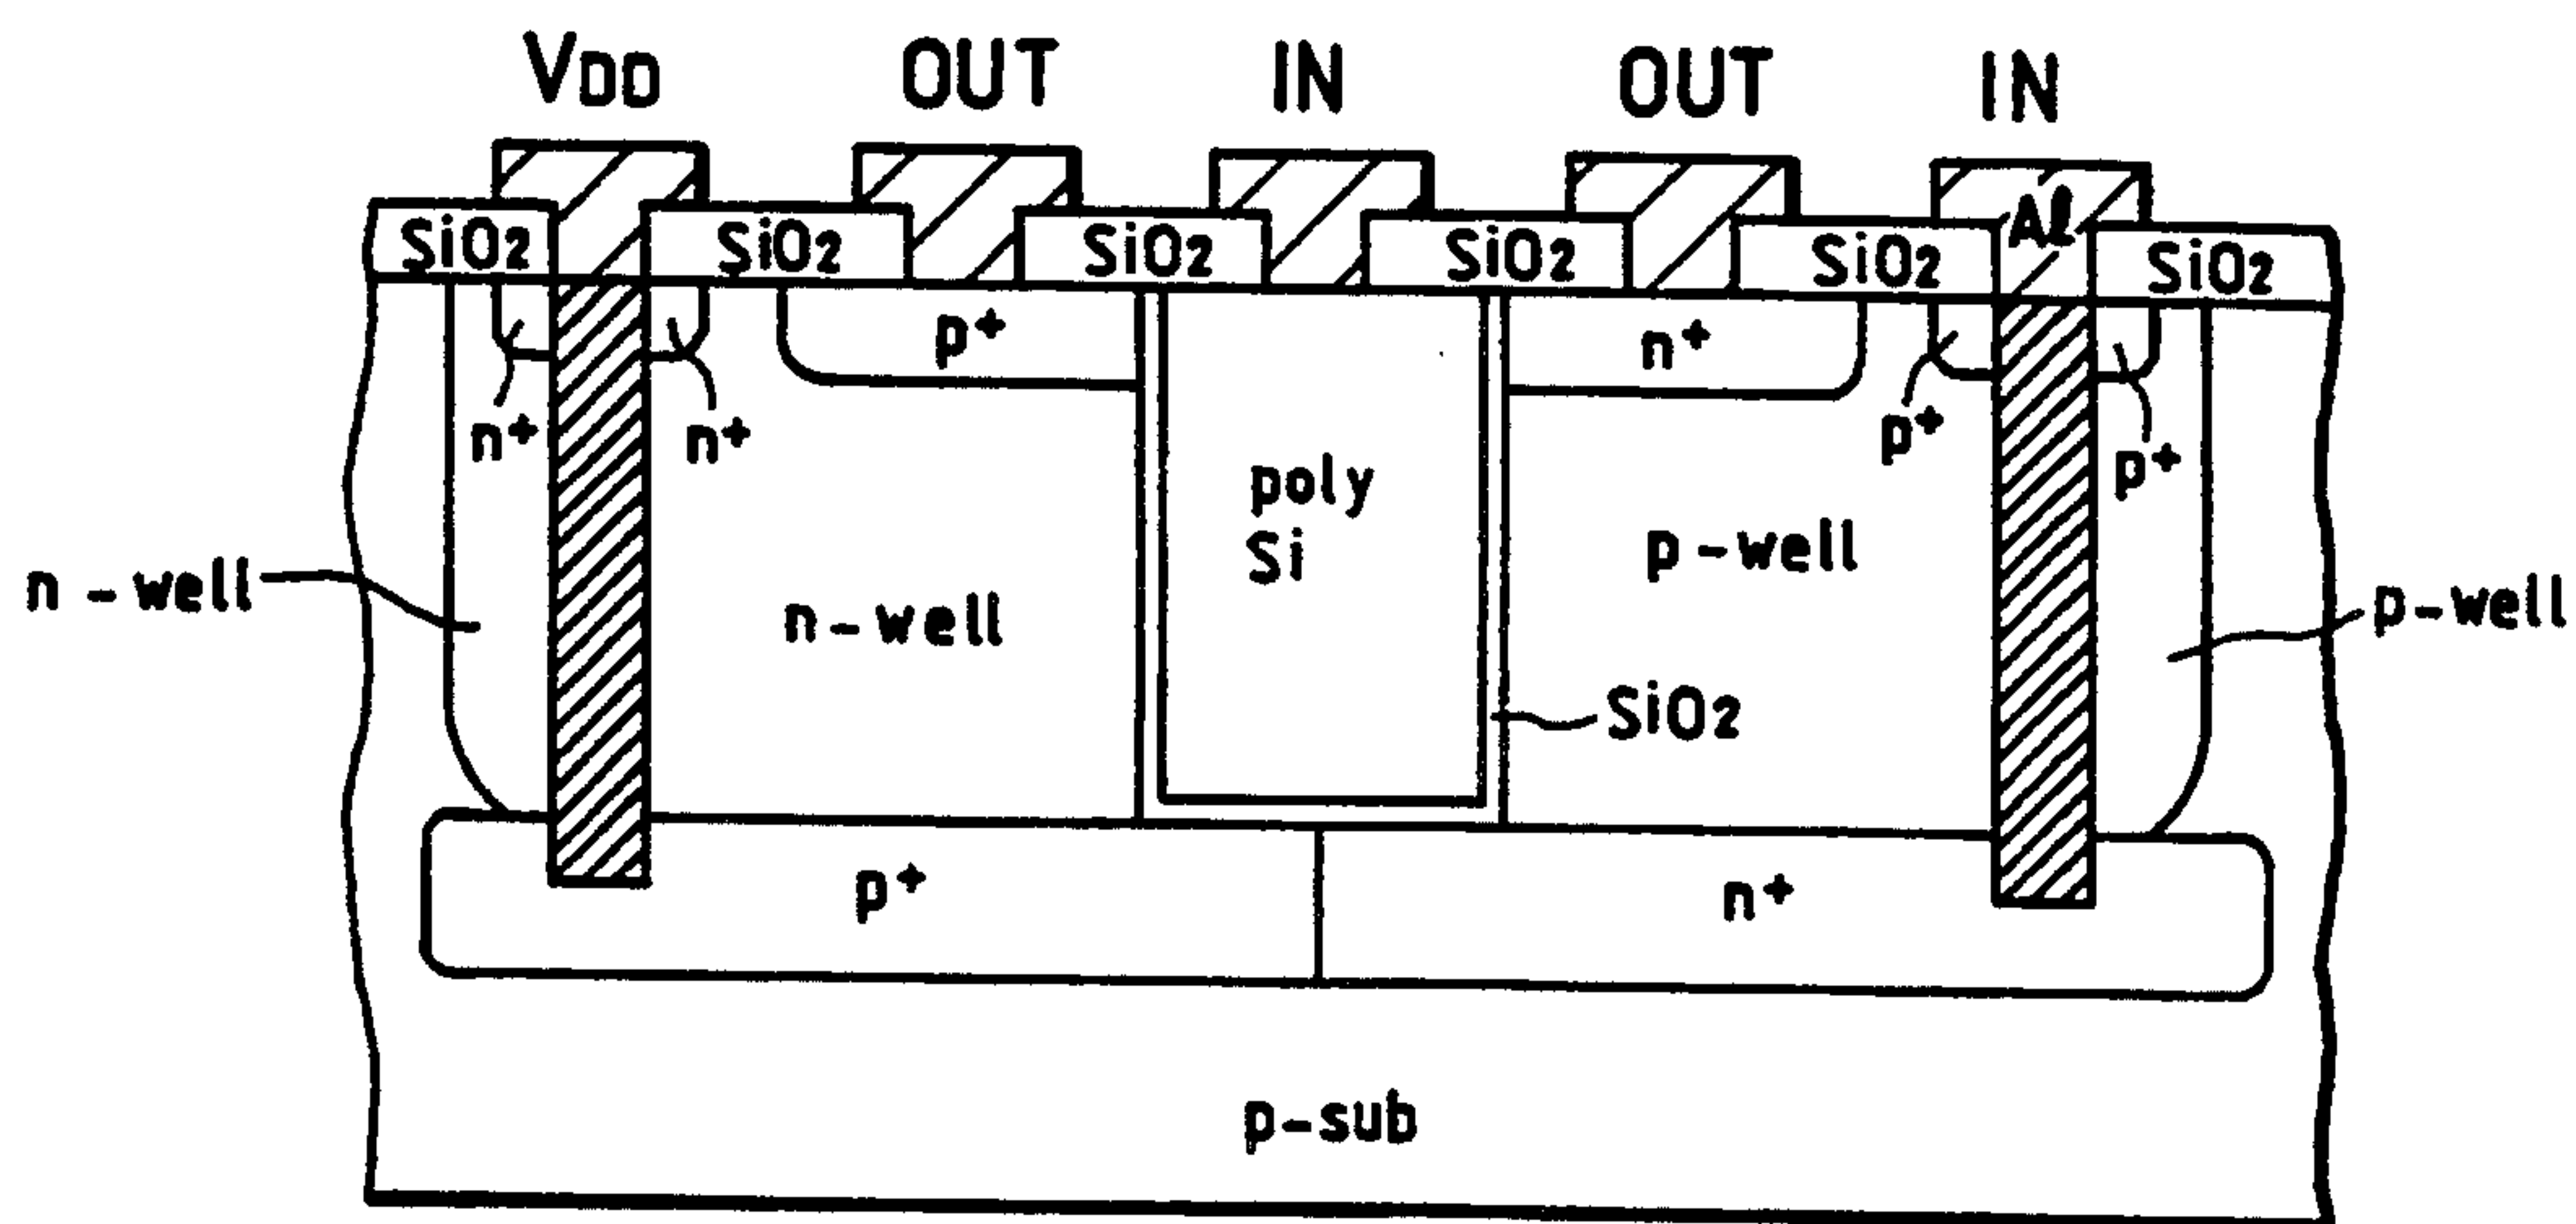 VDD
OUT
IN
OUT
IN
SiO2
SiO2
SiO2
SiO2
SiO2
Al
SiO2
p+
n+
n+
n+
p+
p+
poly
Si
n-well
n-well
p-well
p-well
SiO2
p+
n+
p-sub